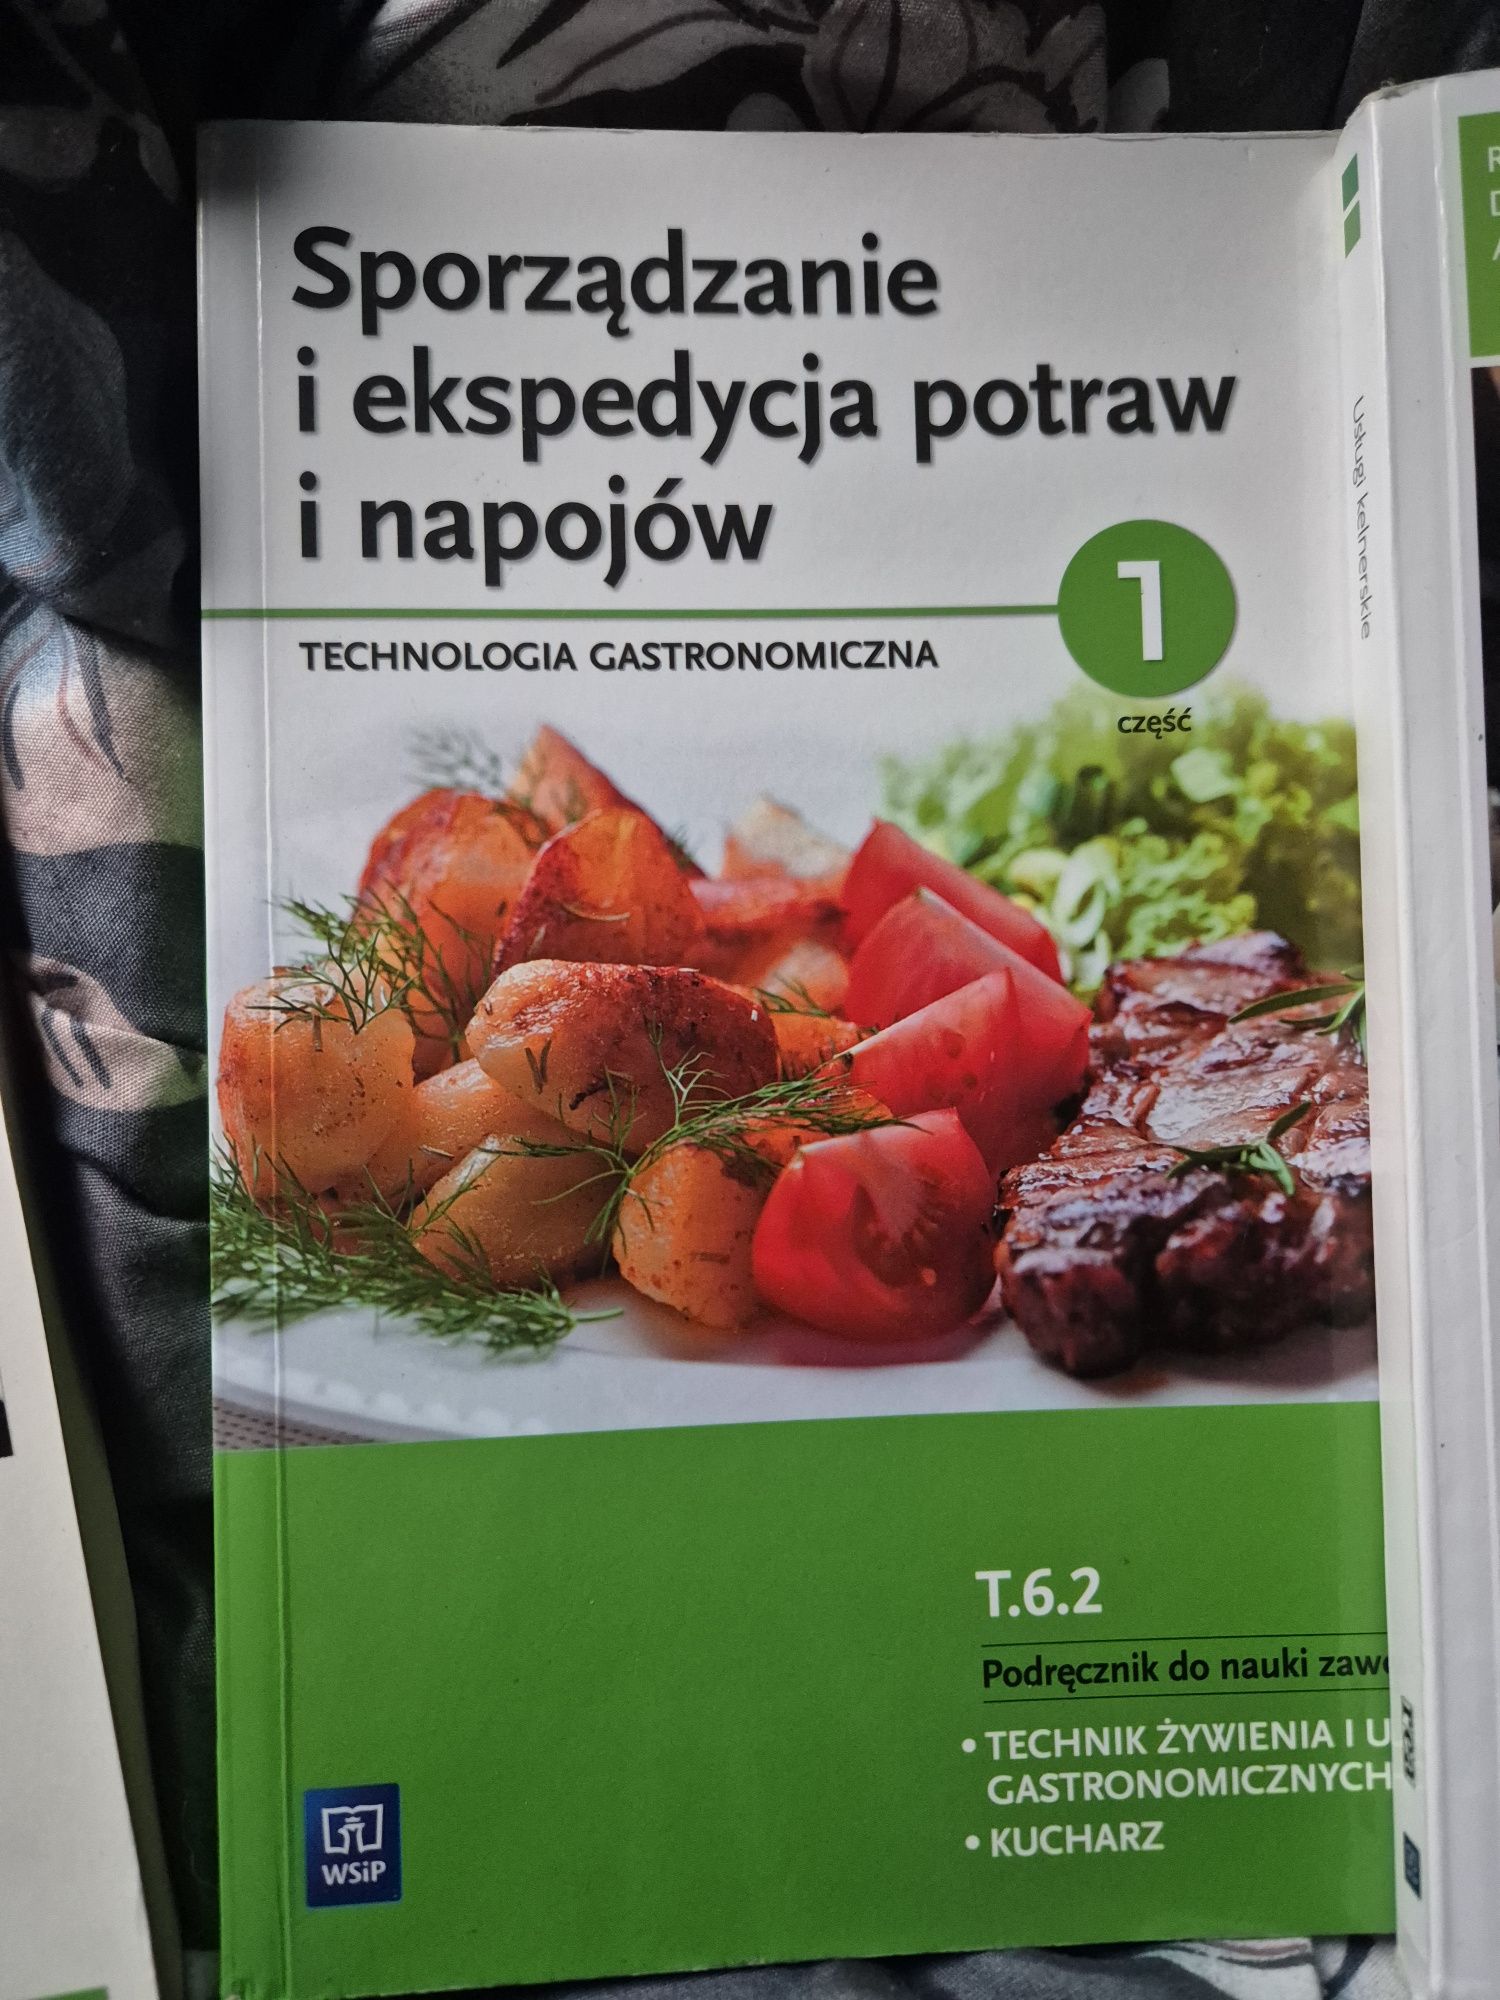 Sporządzanie
i ekspedycja potraw
i napojów
1
część
TECHNOLOGIA GASTRONOMICZNA
T.6.2
Podręcznik do nauki
• TECHNIK ŻYWIENIA I
GASTRONOMICZNYCH
• KUCHARZ
WSiP
Usługi kelnerskie